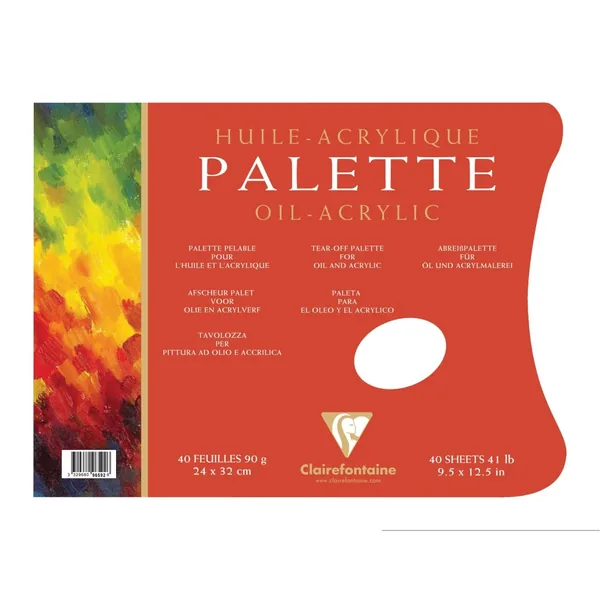 HUILE-ACRYLIQUE
PALETTE
OIL-ACRYLIC
PALETTE PELABLE
POUR
L'HUILE ET L'ACRYLIQUE
TEAR-OFF PALETTE
FOR
OIL AND ACRYLIC
ABREIßPALETTE
FÜR
ÖL UND ACRYLMALEREI
AFSCHEUR PALET
VOOR
OLIE EN ACRYLVERF
PALETA
PARA
EL OLEO Y EL ACRYLICO
TAVOLOZZA
PER
PITTURA AD OLIO E ACCRILICA
40 FEUILLES 90 g
24 x 32 cm
Clairefontaine
www.clairefontaine.com
40 SHEETS 41 lb
9.5 x 12.5 in